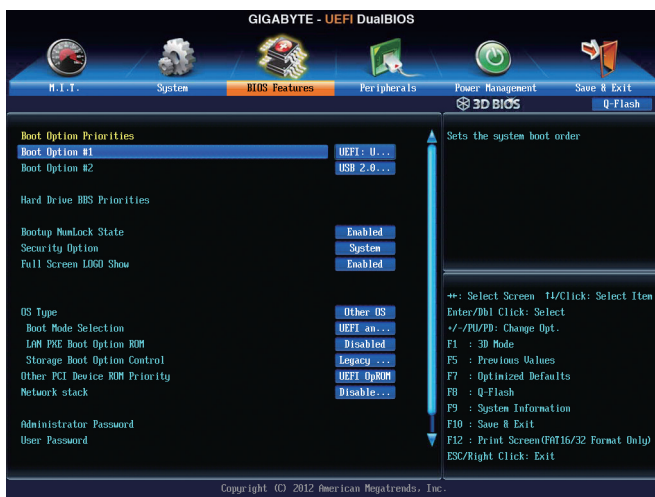 GIGABYTE - UEFI DualBIOS
M.I.T.
System
BIOS Features
Peripherals
Power Management
Save & Exit
3D BIOS
Q-Flash
Boot Option Priorities
Boot Option #1 UEFI: U...
Boot Option #2 USB 2.0...
Hard Drive BBS Priorities
Bootup NumLock State Enabled
Security Option System
Full Screen LOGO Show Enabled
OS Type Other OS
Boot Mode Selection UEFI an...
LAN PXE Boot Option ROM Disabled
Storage Boot Option Control Legacy ...
Other PCI Device ROM Priority UEFI OpROM
Network stack Disable...
Administrator Password
User Password
Sets the system boot order
→←: Select Screen ↑↓/Click: Select Item
Enter/Dbl Click: Select
+/-/PU/PD: Change Opt.
F1 : 3D Mode
F5 : Previous Values
F7 : Optimized Defaults
F8 : Q-Flash
F9 : System Information
F10 : Save & Exit
F12 : Print Screen(FAT16/32 Format Only)
ESC/Right Click: Exit
Copyright (C) 2012 American Megatrends, Inc.